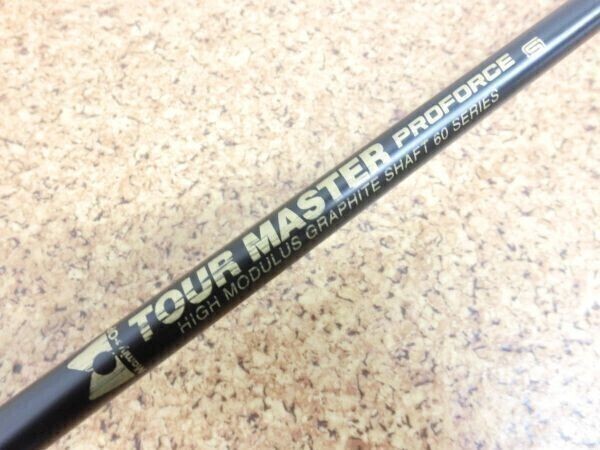 TOUR MASTER PROFORCE S
HIGH MODULUS GRAPHITE SHAFT 60 SERIES